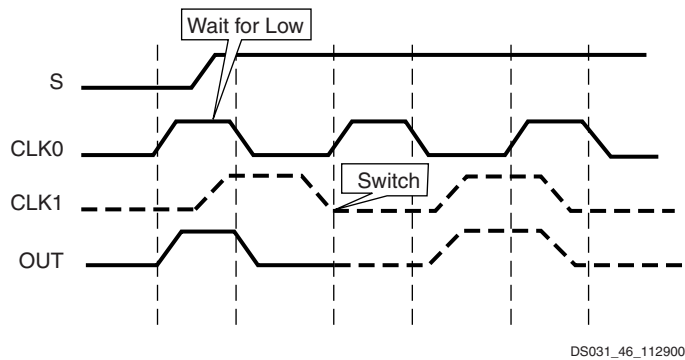 Wait for Low
S
CLK0
CLK1
Switch
OUT
DS031_46_112900